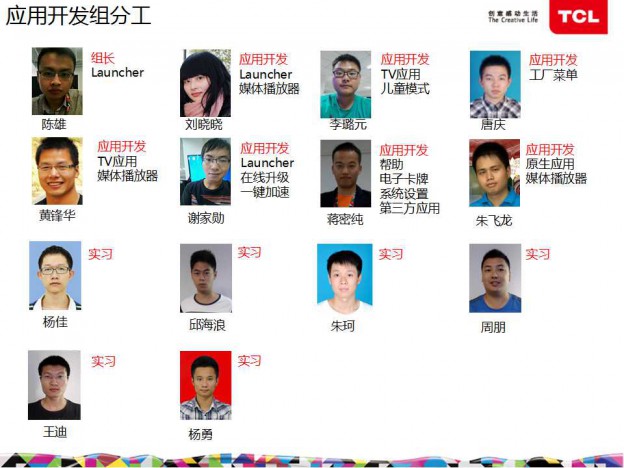 应用开发组分工
创意感动生活
The Creative Life
TCL
组长
Launcher
陈雄
应用开发
Launcher
媒体播放器
刘晓晓
应用开发
TV应用
儿童模式
李璐元
应用开发
工厂菜单
唐庆
应用开发
TV应用
媒体播放器
黄锋华
应用开发
Launcher
在线升级
一键加速
谢家勋
应用开发
帮助
电子卡牌
系统设置
第三方应用
蒋密纯
应用开发
原生应用
媒体播放器
朱飞龙
实习
杨佳
实习
邱海浪
实习
朱珂
实习
周朋
实习
王迪
实习
杨勇